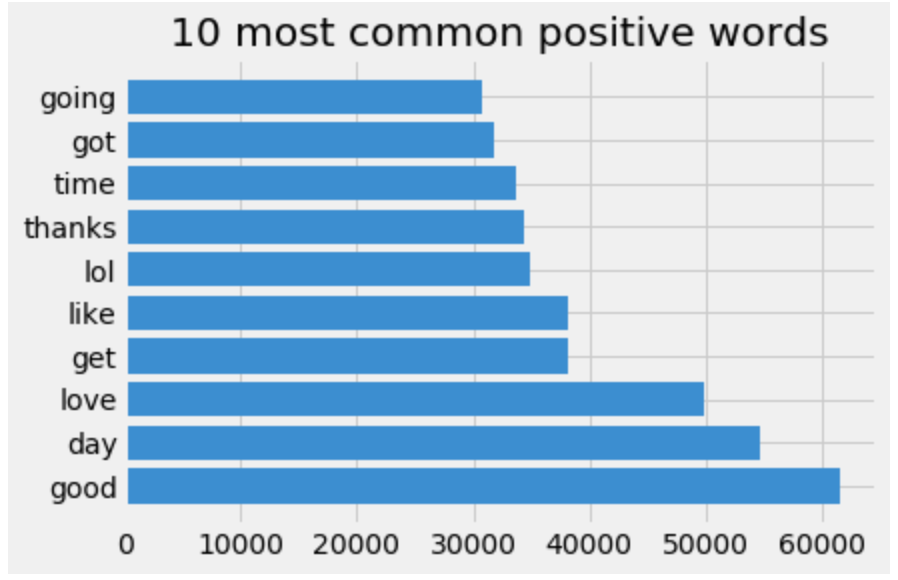 10 most common positive words
going
got
time
thanks
lol
like
get
love
day
good
0 10000 20000 30000 40000 50000 60000